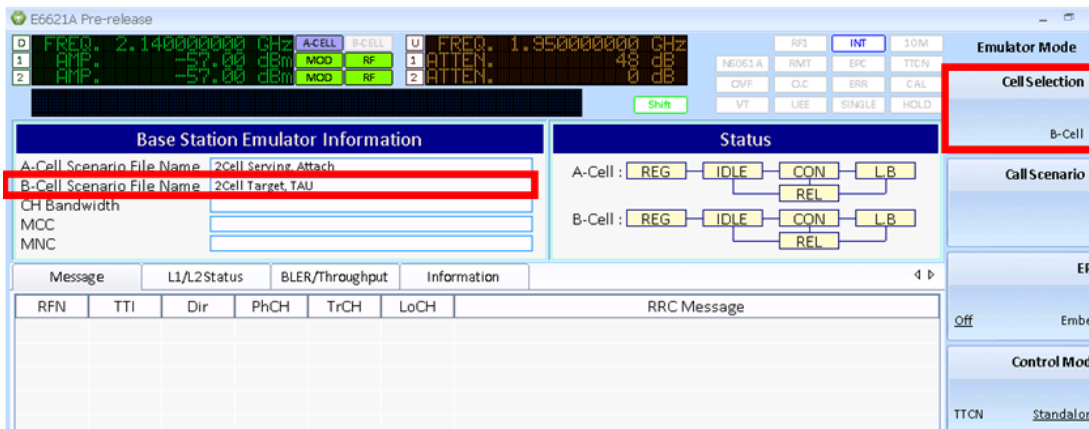 E6621A Pre-release
D FREQ. 2.140000000 GHz A-CELL B-CELL U FREQ. 1.950000000 GHz RF1 INT 10M
1 AMP. -57.00 dBm MOD RF 1 ATTEN. 48 dB N6061A RMT EPC TTCN
2 AMP. -57.00 dBm MOD RF 2 ATTEN. 0 dB OVF O.C ERR CAL
Shift VT UEE SINGLE HOLD
Base Station Emulator Information
A-Cell Scenario File Name 2Cell Serving, Attach
B-Cell Scenario File Name 2Cell Target, TAU
CH Bandwidth
MCC
MNC
Status
A-Cell : REG IDLE CON L.B
REL
B-Cell : REG IDLE CON L.B
REL
Message L1/L2 Status BLER/Throughput Information
RFN TTI Dir PhCH TrCH LoCH RRC Message
Emulator Mode
Cell Selection
B-Cell
Call Scenario
EP
Off Embe
Control Mod
TTCN Standalon